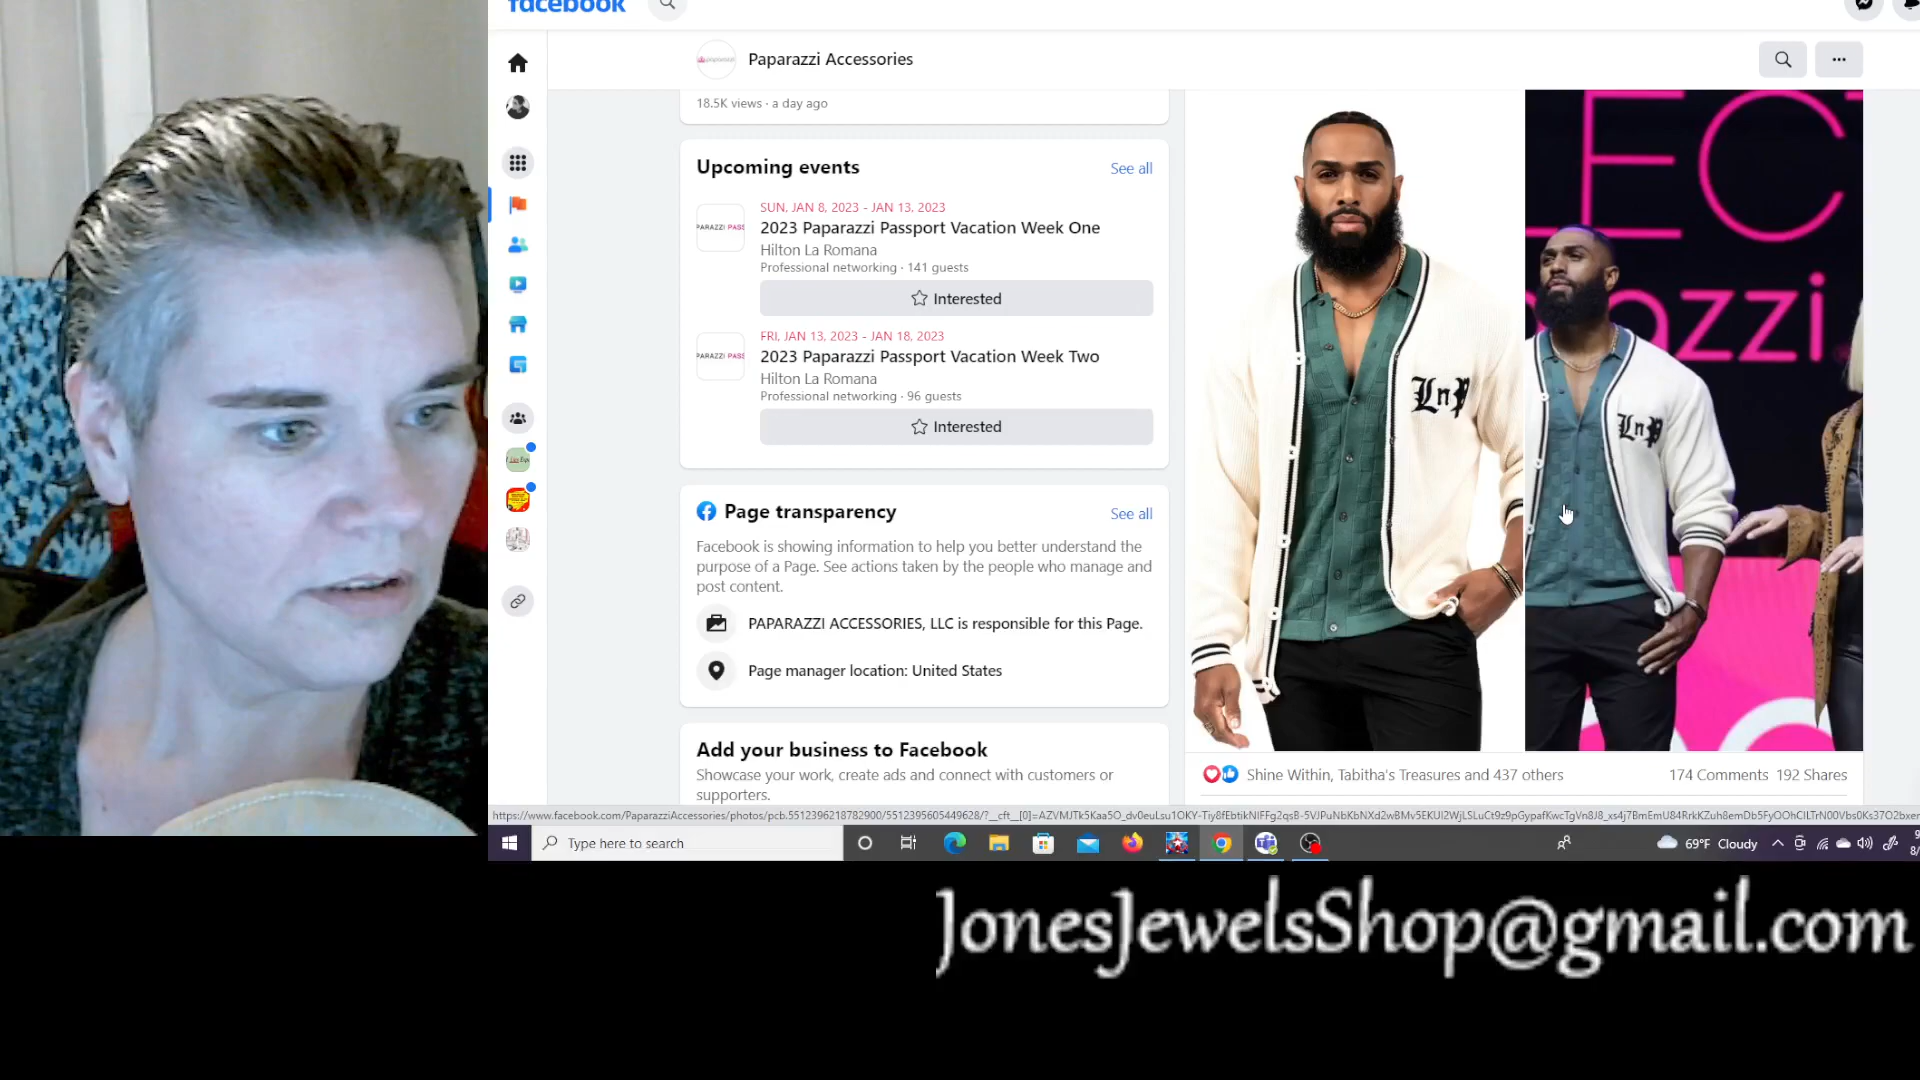 facebook
Paparazzi Accessories
18.5K views · a day ago
Upcoming events
See all
SUN, JAN 8, 2023 - JAN 13, 2023
2023 Paparazzi Passport Vacation Week One
Hilton La Romana
Professional networking · 141 guests
Interested
FRI, JAN 13, 2023 - JAN 18, 2023
2023 Paparazzi Passport Vacation Week Two
Hilton La Romana
Professional networking · 96 guests
Interested
Page transparency
See all
Facebook is showing information to help you better understand the
purpose of a Page. See actions taken by the people who manage and
post content.
PAPARAZZI ACCESSORIES, LLC is responsible for this Page.
Page manager location: United States
Add your business to Facebook
Showcase your work, create ads and connect with customers or
supporters.
LnP
LnP
Shine Within, Tabitha's Treasures and 437 others
174 Comments 192 Shares
Type here to search
69°F Cloudy
JonesJewelsShop@gmail.com